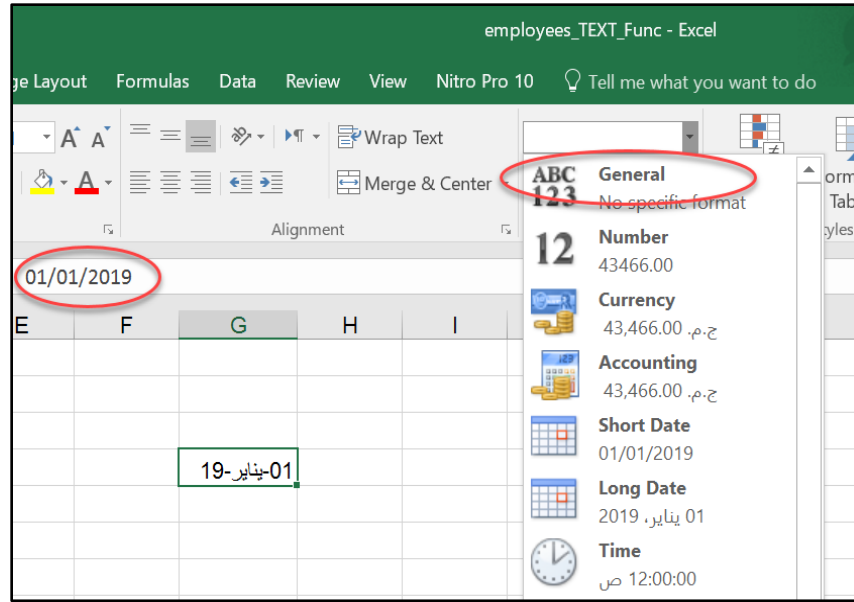 employees_TEXT_Func - Excel
ge Layout Formulas Data Review View Nitro Pro 10 Tell me what you want to do
A A Wrap Text
A Merge & Center
Alignment
ABC 123
General
No specific format
12
Number
43466.00
Currency
ج.م. 43,466.00
Accounting
ج.م. 43,466.00
Short Date
01/01/2019
Long Date
01 يناير، 2019
Time
12:00:00 ص
orm
Tab
yles
01/01/2019
E F G H I
01-يناير-19